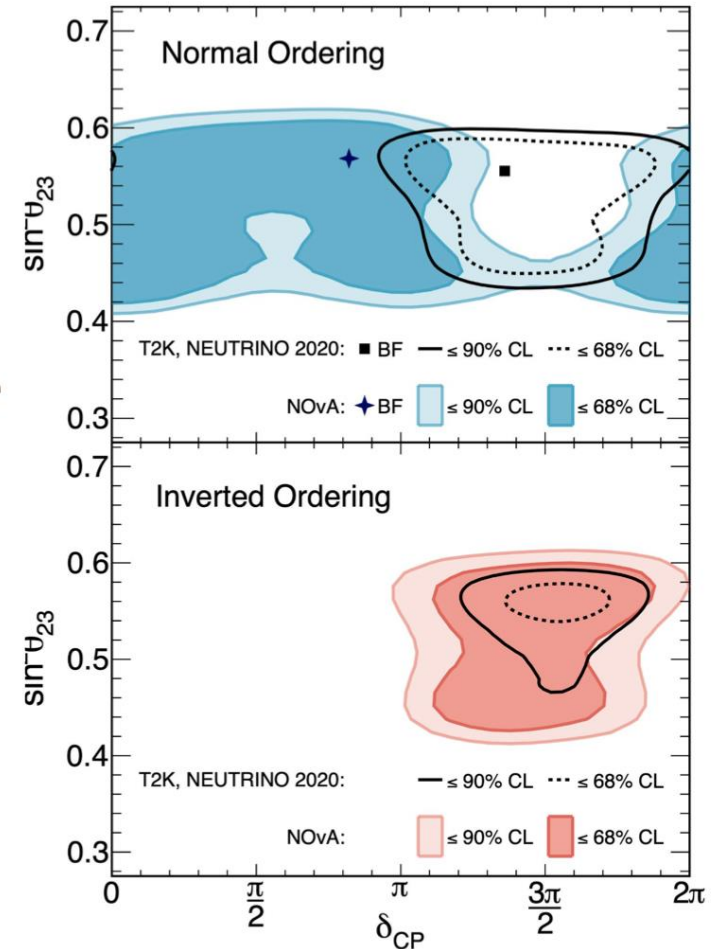 0.7
Normal Ordering
0.6
0.5
0.4
0.3
T2K, NEUTRINO 2020: BF ≤ 90% CL ≤ 68% CL
NOvA: BF ≤ 90% CL ≤ 68% CL
0.7
Inverted Ordering
0.6
0.5
0.4
0.3
T2K, NEUTRINO 2020: ≤ 90% CL ≤ 68% CL
NOvA: ≤ 90% CL ≤ 68% CL
0 π/2 π 3π/2 2π
δCP